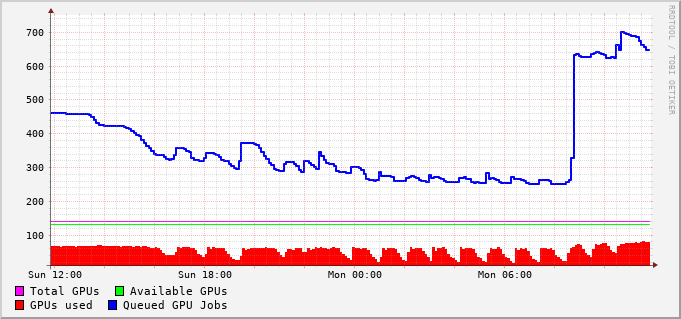 700
600
500
400
300
200
100
Sun 12:00 Sun 18:00 Mon 00:00 Mon 06:00
Total GPUs Available GPUs
GPUs used Queued GPU Jobs
RRDTOOL / TOBI OETIKER